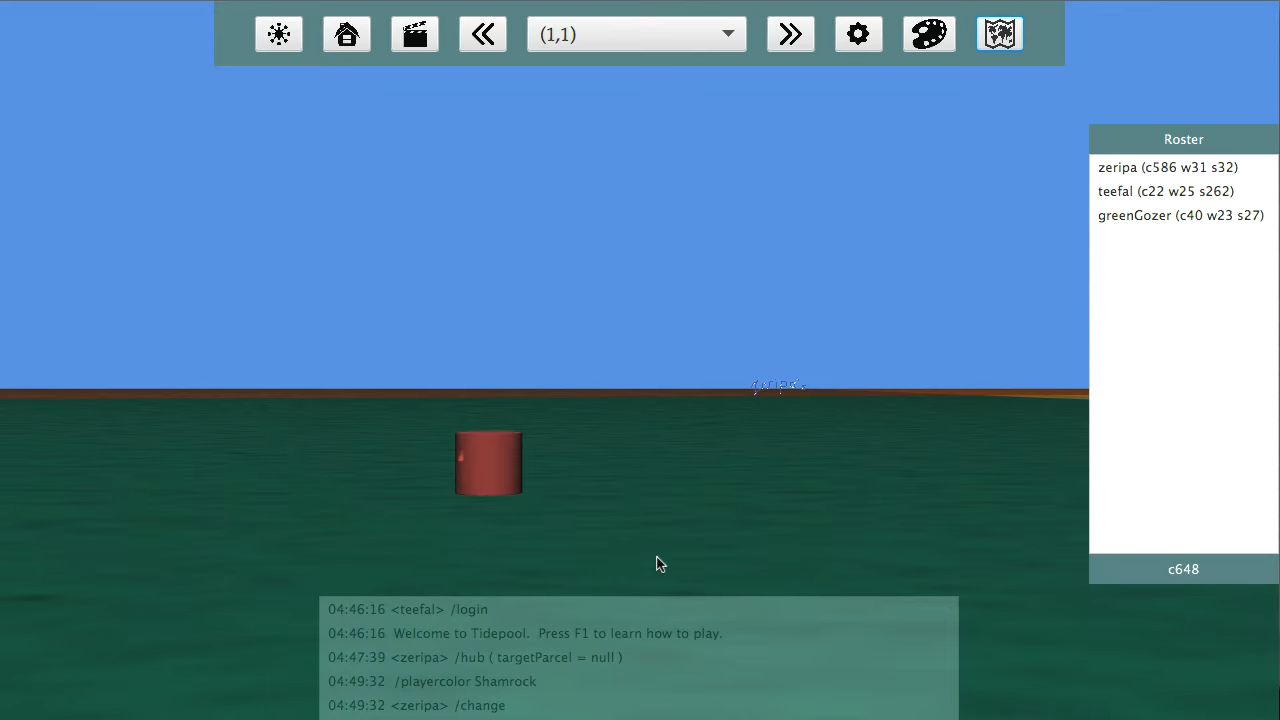 (1,1)
Roster
zeripa (c586 w31 s32)
teefal (c22 w25 s262)
greenGozer (c40 w23 s27)
c648
04:46:16 <teefal> /login
04:46:16 Welcome to Tidepool. Press F1 to learn how to play.
04:47:39 <zeripa> /hub ( targetParcel = null )
04:49:32 /playercolor Shamrock
04:49:32 <zeripa> /change